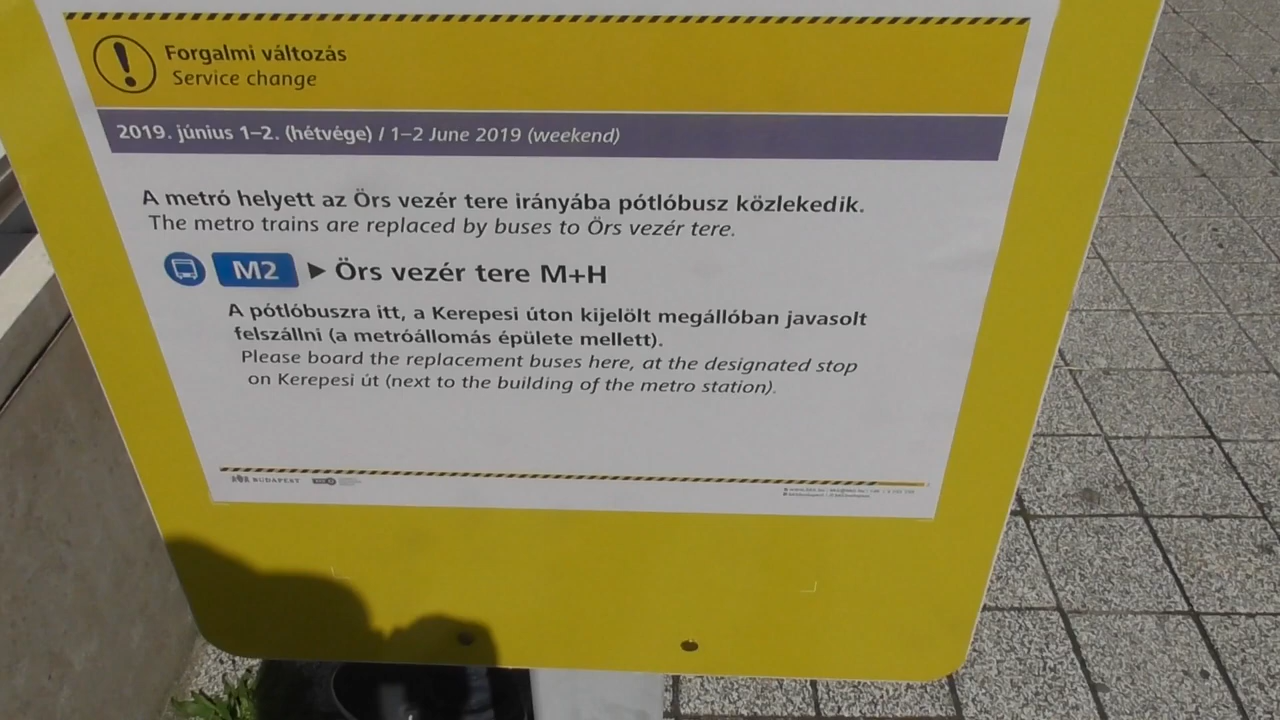 Forgalmi változás
Service change
2019. június 1–2. (hétvége) / 1–2 June 2019 (weekend)
A metró helyett az Örs vezér tere irányába pótlóbusz közlekedik.
The metro trains are replaced by buses to Örs vezér tere.
M2 ▶ Örs vezér tere M+H
A pótlóbuszra itt, a Kerepesi úton kijelölt megállóban javasolt
felszállni (a metróállomás épülete mellett).
Please board the replacement buses here, at the designated stop
on Kerepesi út (next to the building of the metro station).
BUDAPEST